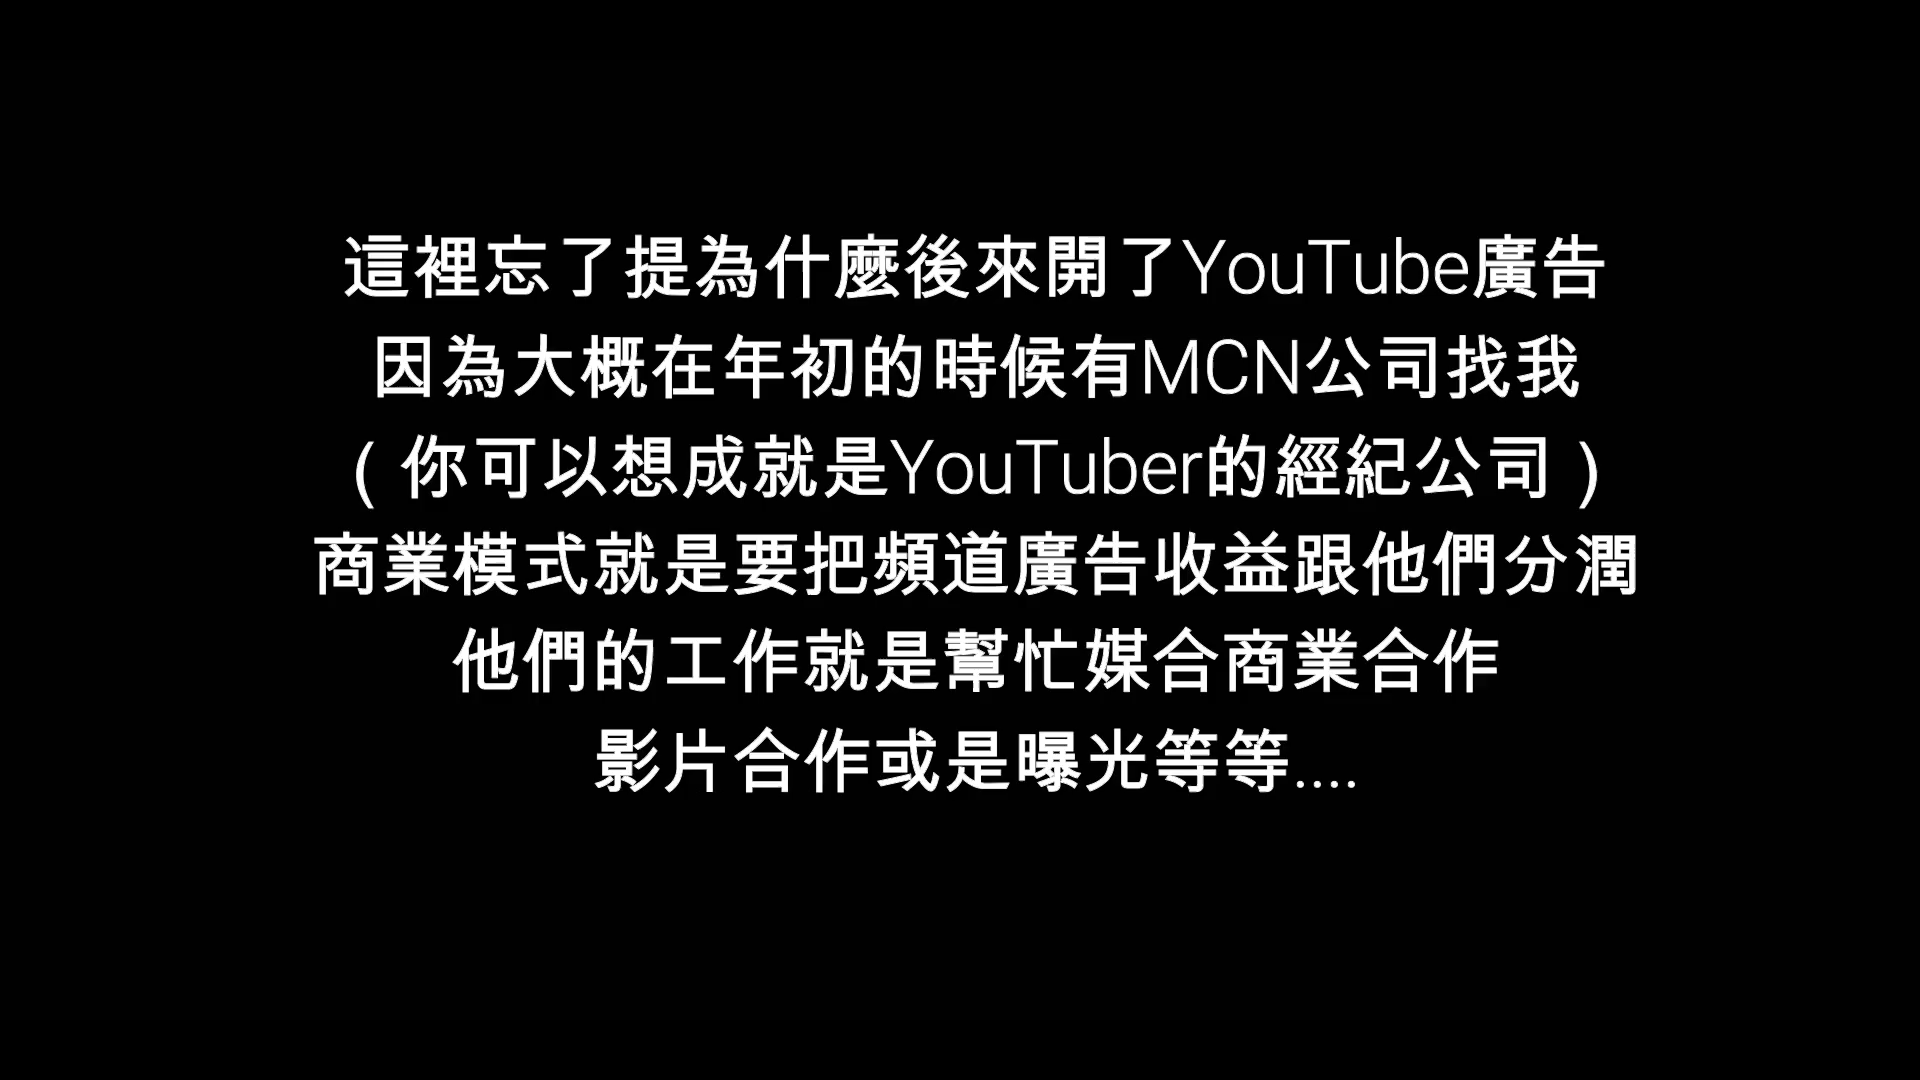 這裡忘了提為什麼後來開了YouTube廣告
因為大概在年初的時候有MCN公司找我
（你可以想成就是YouTuber的經紀公司）
商業模式就是要把頻道廣告收益跟他們分潤
他們的工作就是幫忙媒合商業合作
影片合作或是曝光等等....